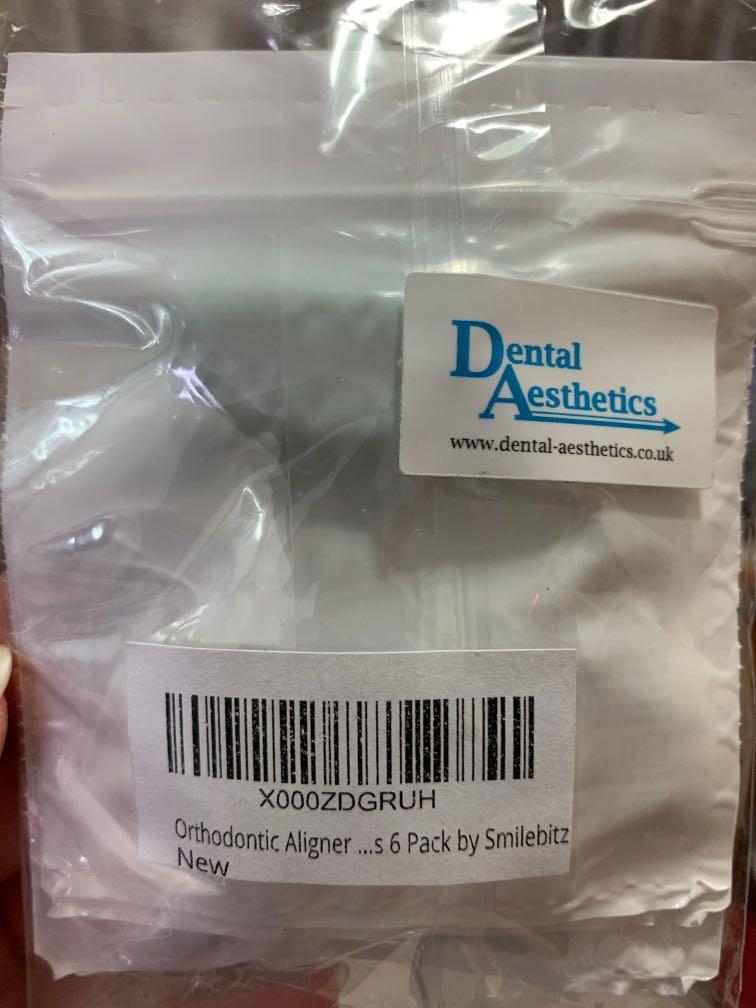 Dental
Aesthetics
www.dental-aesthetics.co.uk
X000ZDGRUH
Orthodontic Aligner ...s 6 Pack by Smilebitz
New